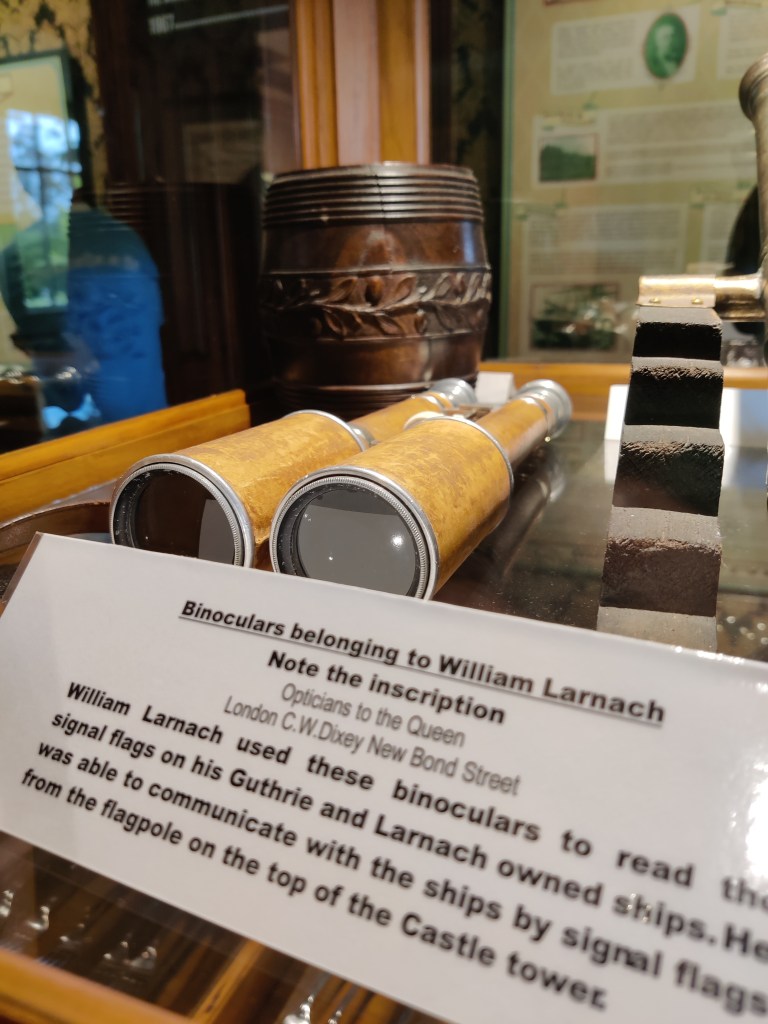 Binoculars belonging to William Larnach
Note the inscription
Opticians to the Queen
London C.W.Dixey New Bond Street
William Larnach used these binoculars to read the
signal flags on his Guthrie and Larnach owned ships. He
was able to communicate with the ships by signal flags
from the flagpole on the top of the Castle tower.